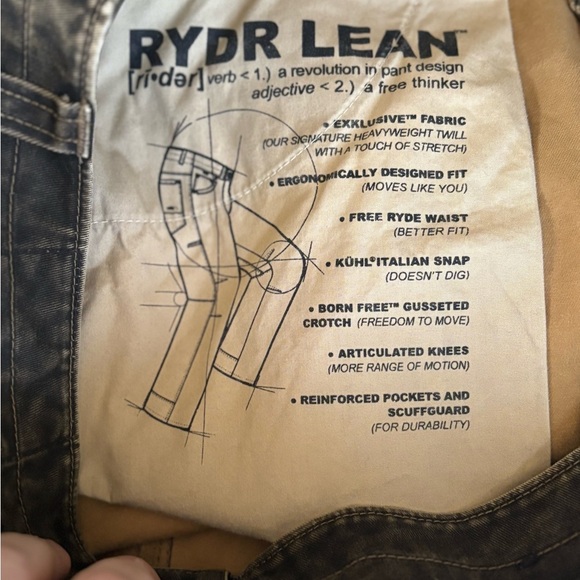 RYDR LEAN™
[rī•dər] verb < 1.) a revolution in pant design
adjective < 2.) a free thinker
• EXKLUSIVE™ FABRIC
(OUR SIGNATURE HEAVYWEIGHT TWILL
WITH A TOUCH OF STRETCH)
• ERGONOMICALLY DESIGNED FIT
(MOVES LIKE YOU)
• FREE RYDE WAIST
(BETTER FIT)
• KÜHL® ITALIAN SNAP
(DOESN'T DIG)
• BORN FREE™ GUSSETED
CROTCH (FREEDOM TO MOVE)
• ARTICULATED KNEES
(MORE RANGE OF MOTION)
• REINFORCED POCKETS AND
SCUFFGUARD
(FOR DURABILITY)